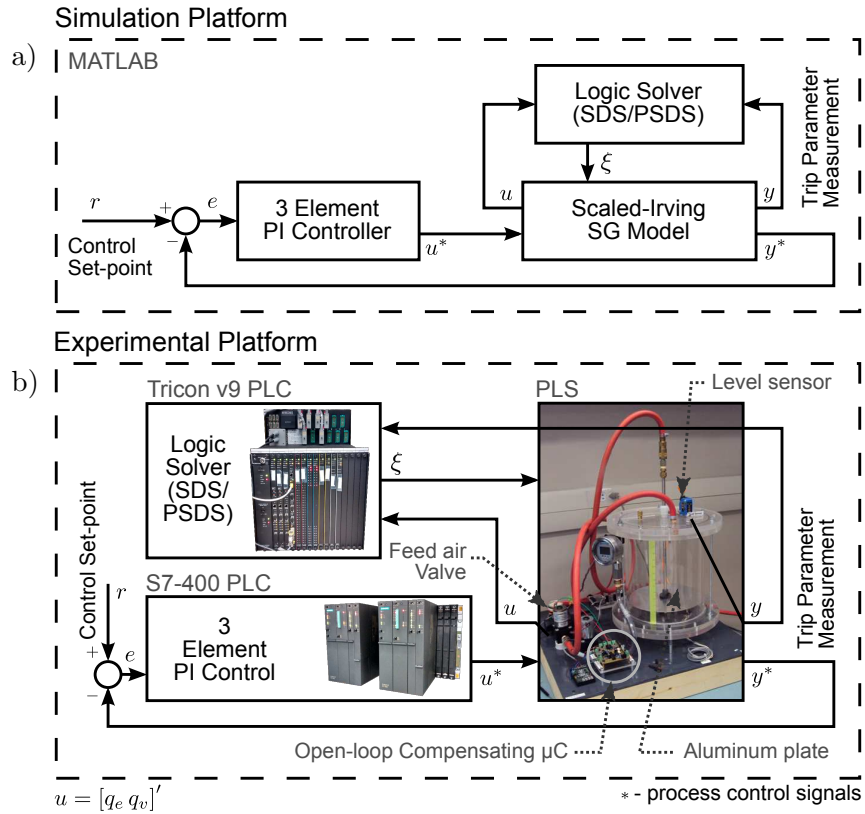 Simulation Platform
a)
MATLAB
Logic Solver
(SDS/PSDS)
Trip Parameter
Measurement
ξ
u
y
r
+
−
e
3 Element
PI Controller
u*
Scaled-Irving
SG Model
y*
Control
Set-point
Experimental Platform
b)
Tricon v9 PLC
PLS
Level sensor
Logic
Solver
(SDS/
PSDS)
ξ
Control Set-point
Feed air
Valve
Trip Parameter
Measurement
S7-400 PLC
r
u
y
+
−
e
3
Element
PI Control
u*
y*
Open-loop Compensating µC
Aluminum plate
u = [q_e q_v]′
* - process control signals